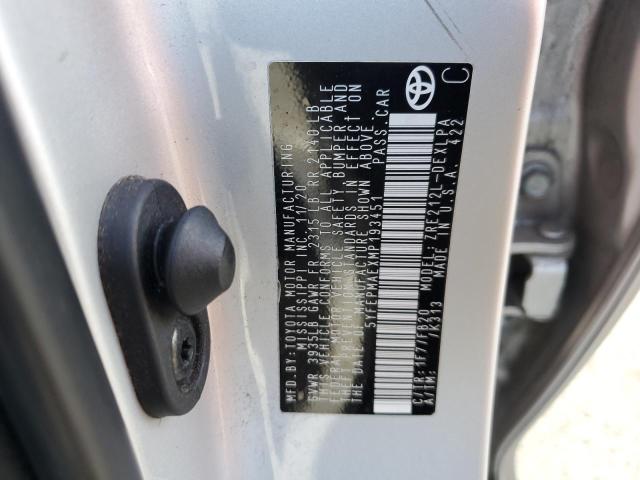 MFD.BY:TOYOTA MOTOR MANUFACTURING
MISSISSIPPI INC. 11/20
GVWR 3935LB GAWR FR 2315 LB RR 2140 LB
THIS VEHICLE CONFORMS TO ALL APPLICABLE
FEDERAL MOTOR VEHICLE SAFETY, BUMPER AND
THEFT PREVENTION STANDARDS IN EFFECT ON
THE DATE OF MANUFACTURE SHOWN ABOVE.
5YFEPMAEXMP193451 PASS.CAR
C/TR:1F7/FB20 MODEL:ZRE212L-DEXLPA
A/TM: -/K313 MADE IN U.S.A. 422
C